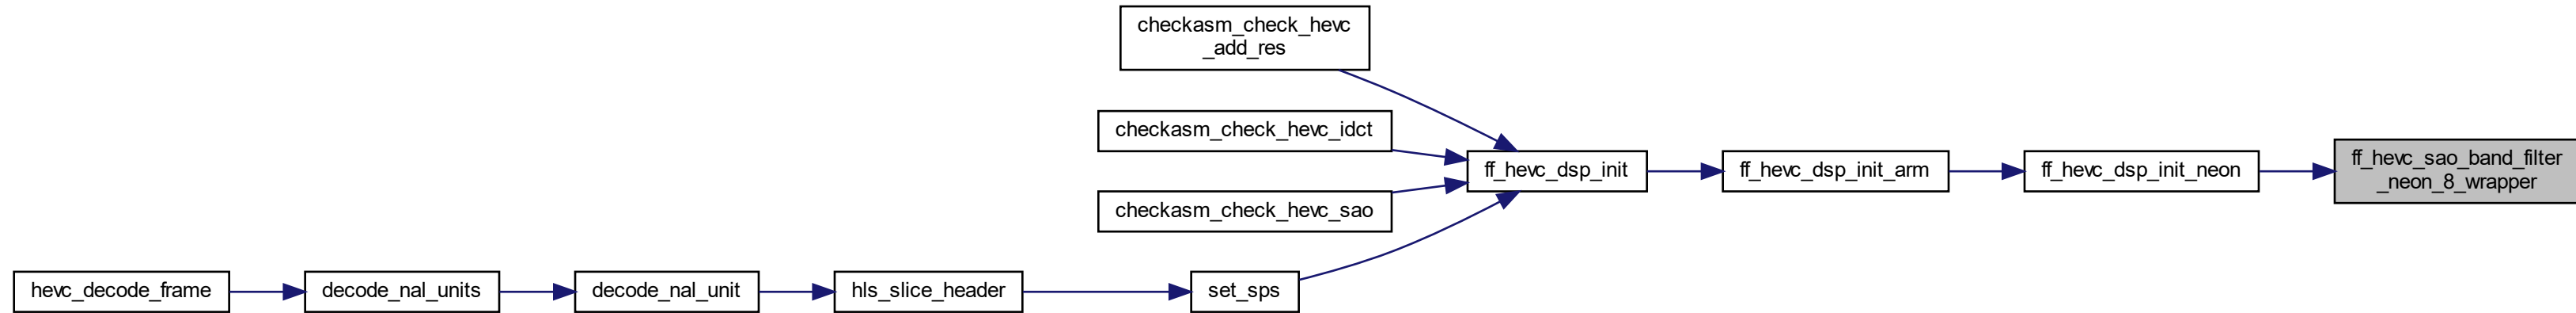 checkasm_check_hevc
_add_res
checkasm_check_hevc_idct
ff_hevc_sao_band_filter
_neon_8_wrapper
ff_hevc_dsp_init
ff_hevc_dsp_init_arm
ff_hevc_dsp_init_neon
checkasm_check_hevc_sao
hevc_decode_frame
decode_nal_units
decode_nal_unit
hls_slice_header
set_sps